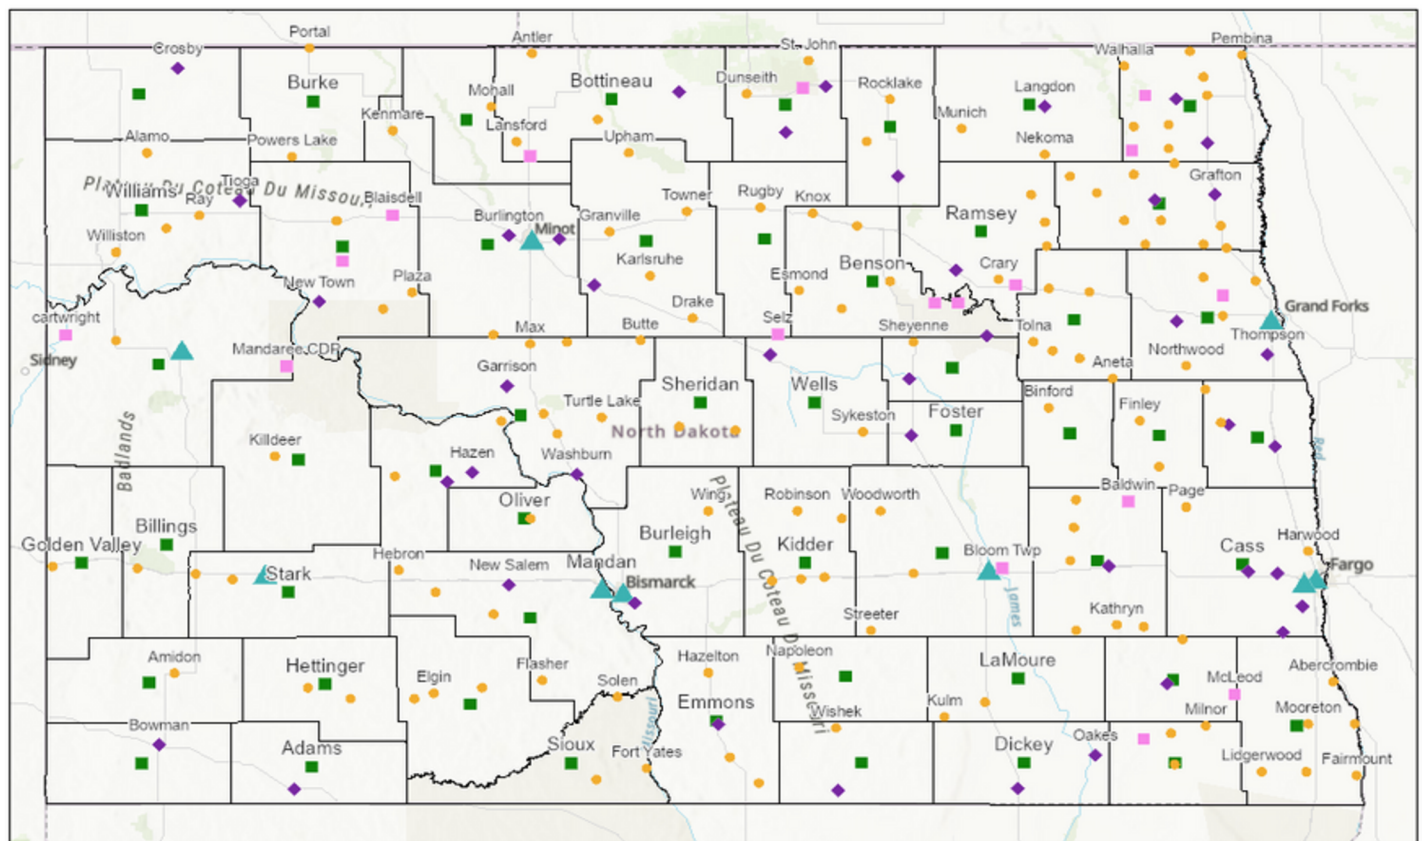 Portal
Antler
St. John
Pembina
Crosby
Walhalla
Burke
Bottineau
Dunseith
Rocklake
Langdon
Mohall
Kenmare
Lansford
Munich
Alamo
Powers Lake
Upham
Nekoma
Plateau Du Coteau Du Missouri
Tioga
Grafton
Williams
Ray
Blaisdell
Towner
Rugby
Knox
Burlington
Minot
Granville
Ramsey
Williston
Karlsruhe
Benson
Crary
New Town
Plaza
Esmond
Drake
Grand Forks
cartwright
Max
Butte
Selz
Sheyenne
Tolna
Thompson
Sidney
Mandaree CDP
Northwood
Garrison
Aneta
Sheridan
Wells
Binford
Turtle Lake
Sykeston
Foster
Finley
North Dakota
Badlands
Killdeer
Hazen
Washburn
Red
Oliver
Wing
Robinson
Woodworth
Baldwin
Page
Plateau Du Coteau Du Missouri
Billings
Burleigh
Kidder
Harwood
Golden Valley
Hebron
New Salem
Mandan
Bloom Twp
Cass
Fargo
Stark
Bismarck
James
Streeter
Kathryn
Amidon
Hettinger
Elgin
Flasher
Hazelton
Napoleon
LaMoure
Abercrombie
Solen
McLeod
Emmons
Kulm
Wishek
Milnor
Mooreton
Bowman
Missouri
Adams
Sioux
Fort Yates
Dickey
Oakes
Lidgerwood
Fairmount